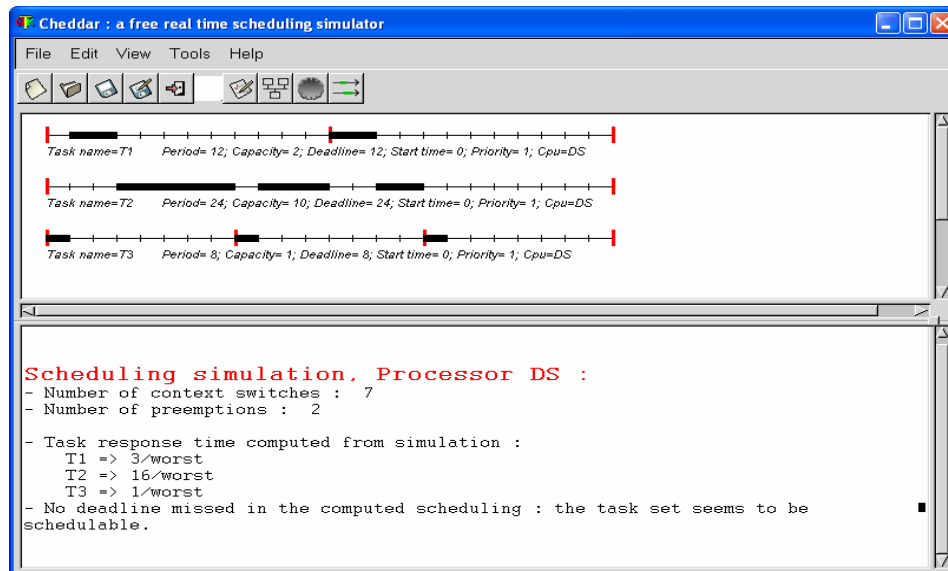 Cheddar : a free real time scheduling simulator
File Edit View Tools Help
Task name=T1 Period= 12; Capacity= 2; Deadline= 12; Start time= 0; Priority= 1; Cpu=DS
Task name=T2 Period= 24; Capacity= 10; Deadline= 24; Start time= 0; Priority= 1; Cpu=DS
Task name=T3 Period= 8; Capacity= 1; Deadline= 8; Start time= 0; Priority= 1; Cpu=DS
Scheduling simulation, Processor DS :
- Number of context switches : 7
- Number of preemptions : 2
- Task response time computed from simulation :
T1 => 3/worst
T2 => 16/worst
T3 => 1/worst
- No deadline missed in the computed scheduling : the task set seems to be
schedulable.